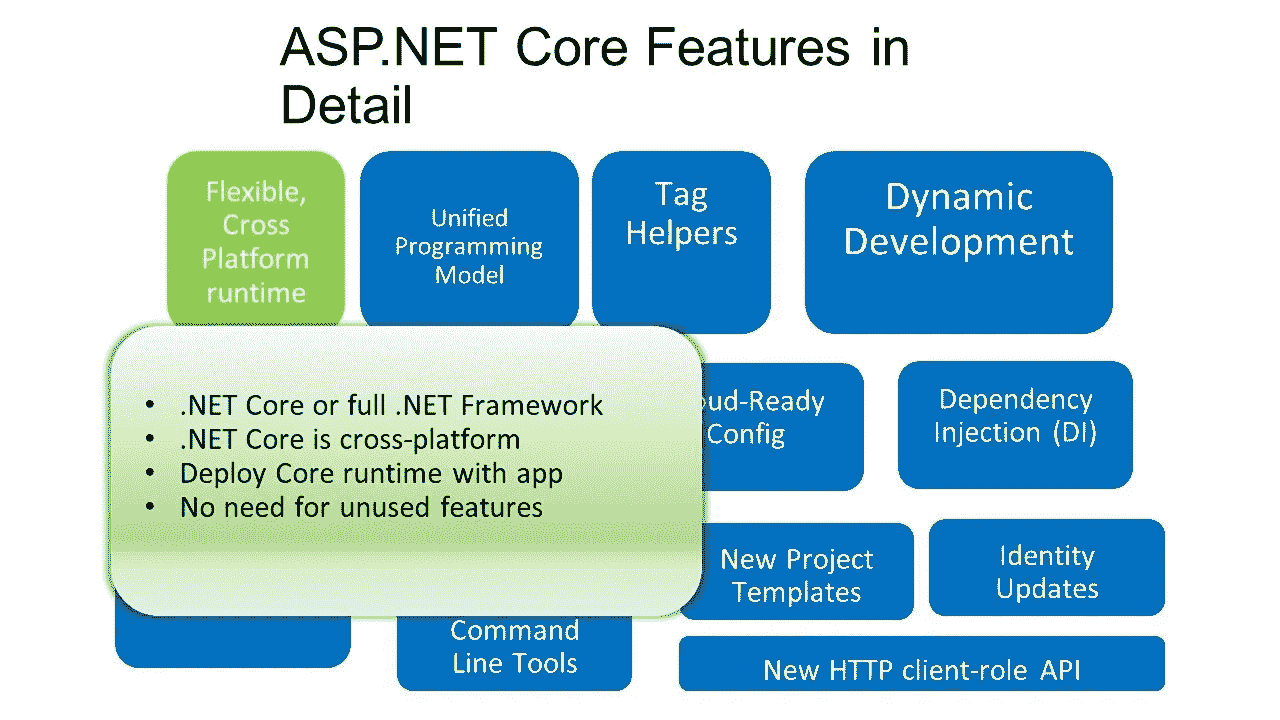 ASP.NET Core Features in
Detail
Flexible,
Cross
Platform
runtime
Unified
Programming
Model
Tag
Helpers
Dynamic
Development
• .NET Core or full .NET Framework
• .NET Core is cross-platform
• Deploy Core runtime with app
• No need for unused features
oud-Ready
Config
Dependency
Injection (DI)
New Project
Templates
Identity
Updates
Command
Line Tools
New HTTP client-role API